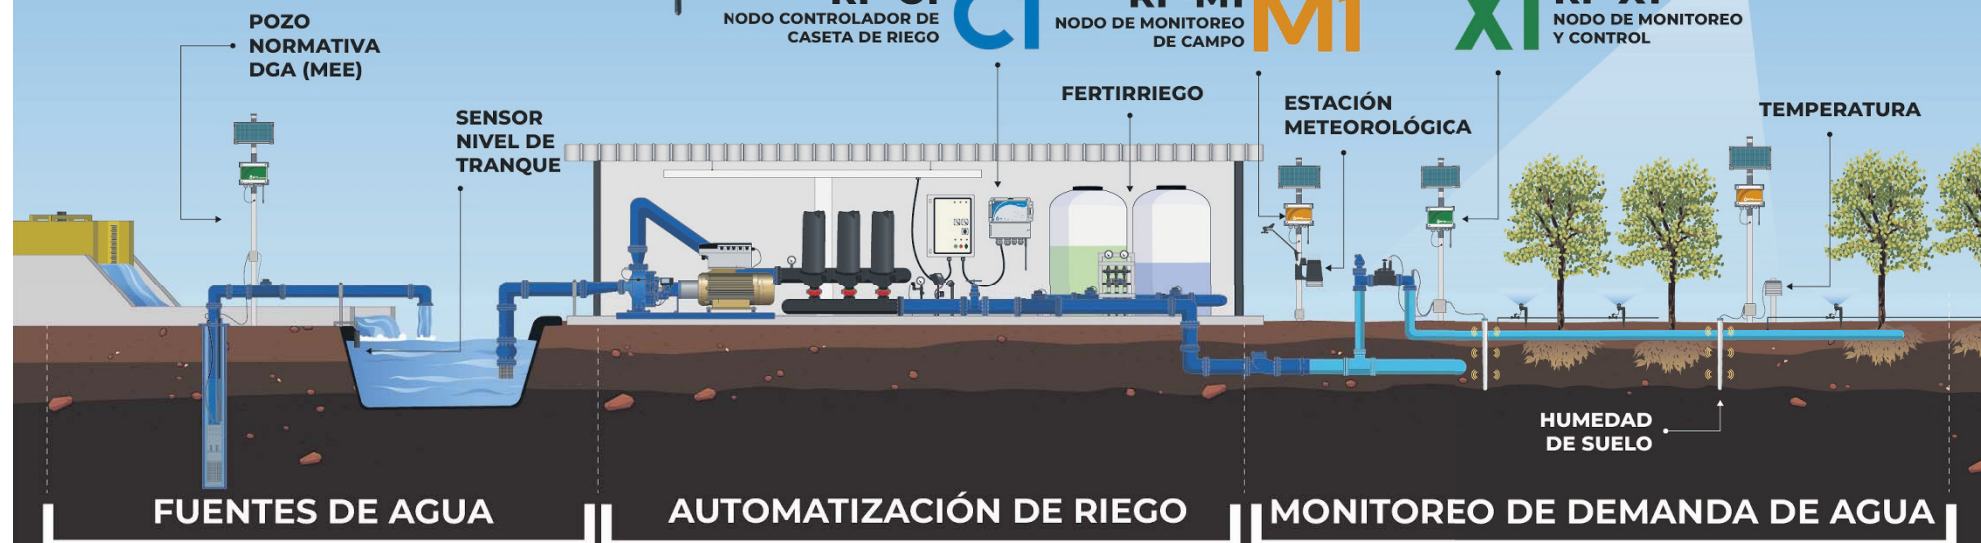 POZO
NORMATIVA
DGA (MEE)
SENSOR
NIVEL DE
TRANQUE
NODO CONTROLADOR DE
CASETA DE RIEGO
C1
NODO DE MONITOREO
DE CAMPO
M1
X1
NODO DE MONITOREO
Y CONTROL
FERTIRRIEGO
ESTACIÓN
METEOROLÓGICA
TEMPERATURA
HUMEDAD
DE SUELO
FUENTES DE AGUA
AUTOMATIZACIÓN DE RIEGO
MONITOREO DE DEMANDA DE AGUA